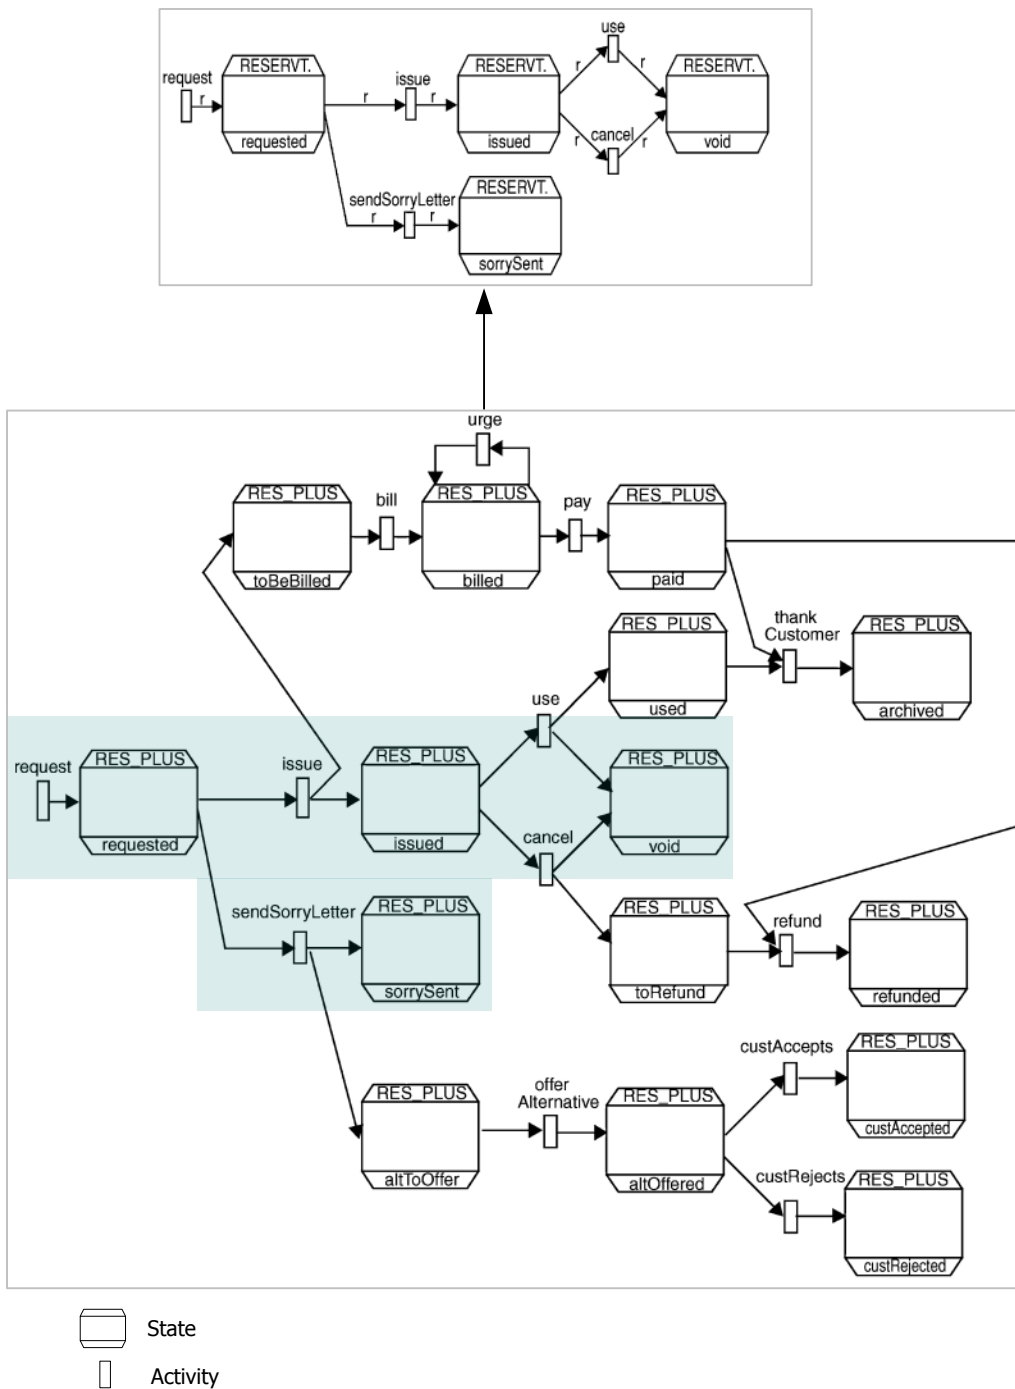 use
RESERVT.
RESERVT.
RESERVT.
request
issue
r
r
r
r
r
r
r
cancel
requested
issued
void
RESERVT.
sendSorryLetter
r
r
sorrySent
urge
RES_PLUS
RES_PLUS
RES_PLUS
bill
pay
toBeBilled
billed
paid
thank
Customer
RES_PLUS
RES_PLUS
use
used
archived
request
RES_PLUS
issue
RES_PLUS
RES_PLUS
cancel
requested
issued
void
sendSorryLetter
RES_PLUS
RES_PLUS
refund
RES_PLUS
sorrySent
toRefund
refunded
custAccepts
RES_PLUS
RES_PLUS
offer
Alternative
RES_PLUS
custAccepted
altToOffer
altOffered
custRejects
RES_PLUS
custRejected
State
Activity